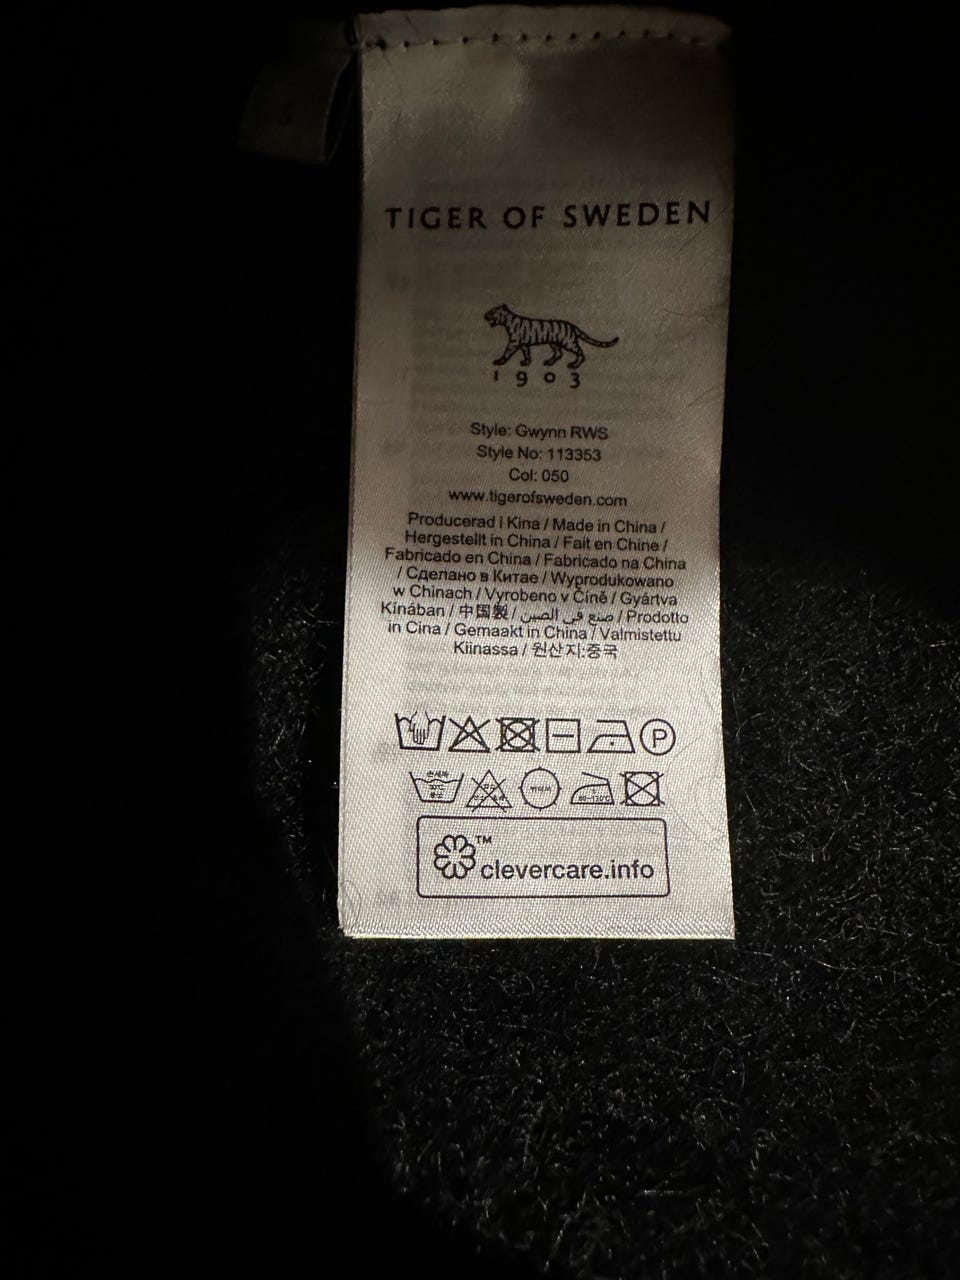 TIGER OF SWEDEN
1903
Style: Gwynn RWS
Style No: 113353
Col: 050
www.tigerofsweden.com
Producerad i Kina / Made in China /
Hergestellt in China / Fait en Chine /
Fabricado en China / Fabricado na China
/ Сделано в Китае / Wyprodukowano
w Chinach / Vyrobeno v Číně / Gyártva
Kínában / 中国製 / صنع في الصين / Prodotto
in Cina / Gemaakt in China / Valmistettu
Kiinassa / 원산지:중국
P
80~120℃
™
clevercare.info